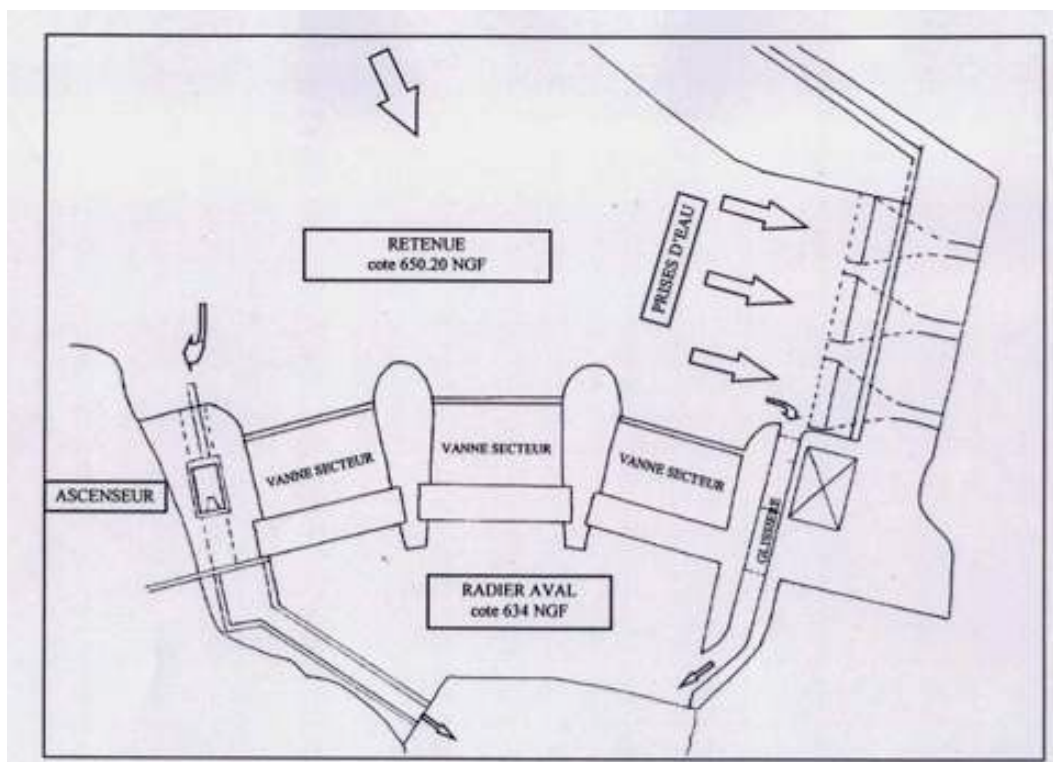 RETENUE
cote 650.20 NGF
PRISES D'EAU
VANNE SECTEUR
VANNE SECTEUR
VANNE SECTEUR
ASCENSEUR
GLISSIERE
RADIER AVAL
cote 634 NGF